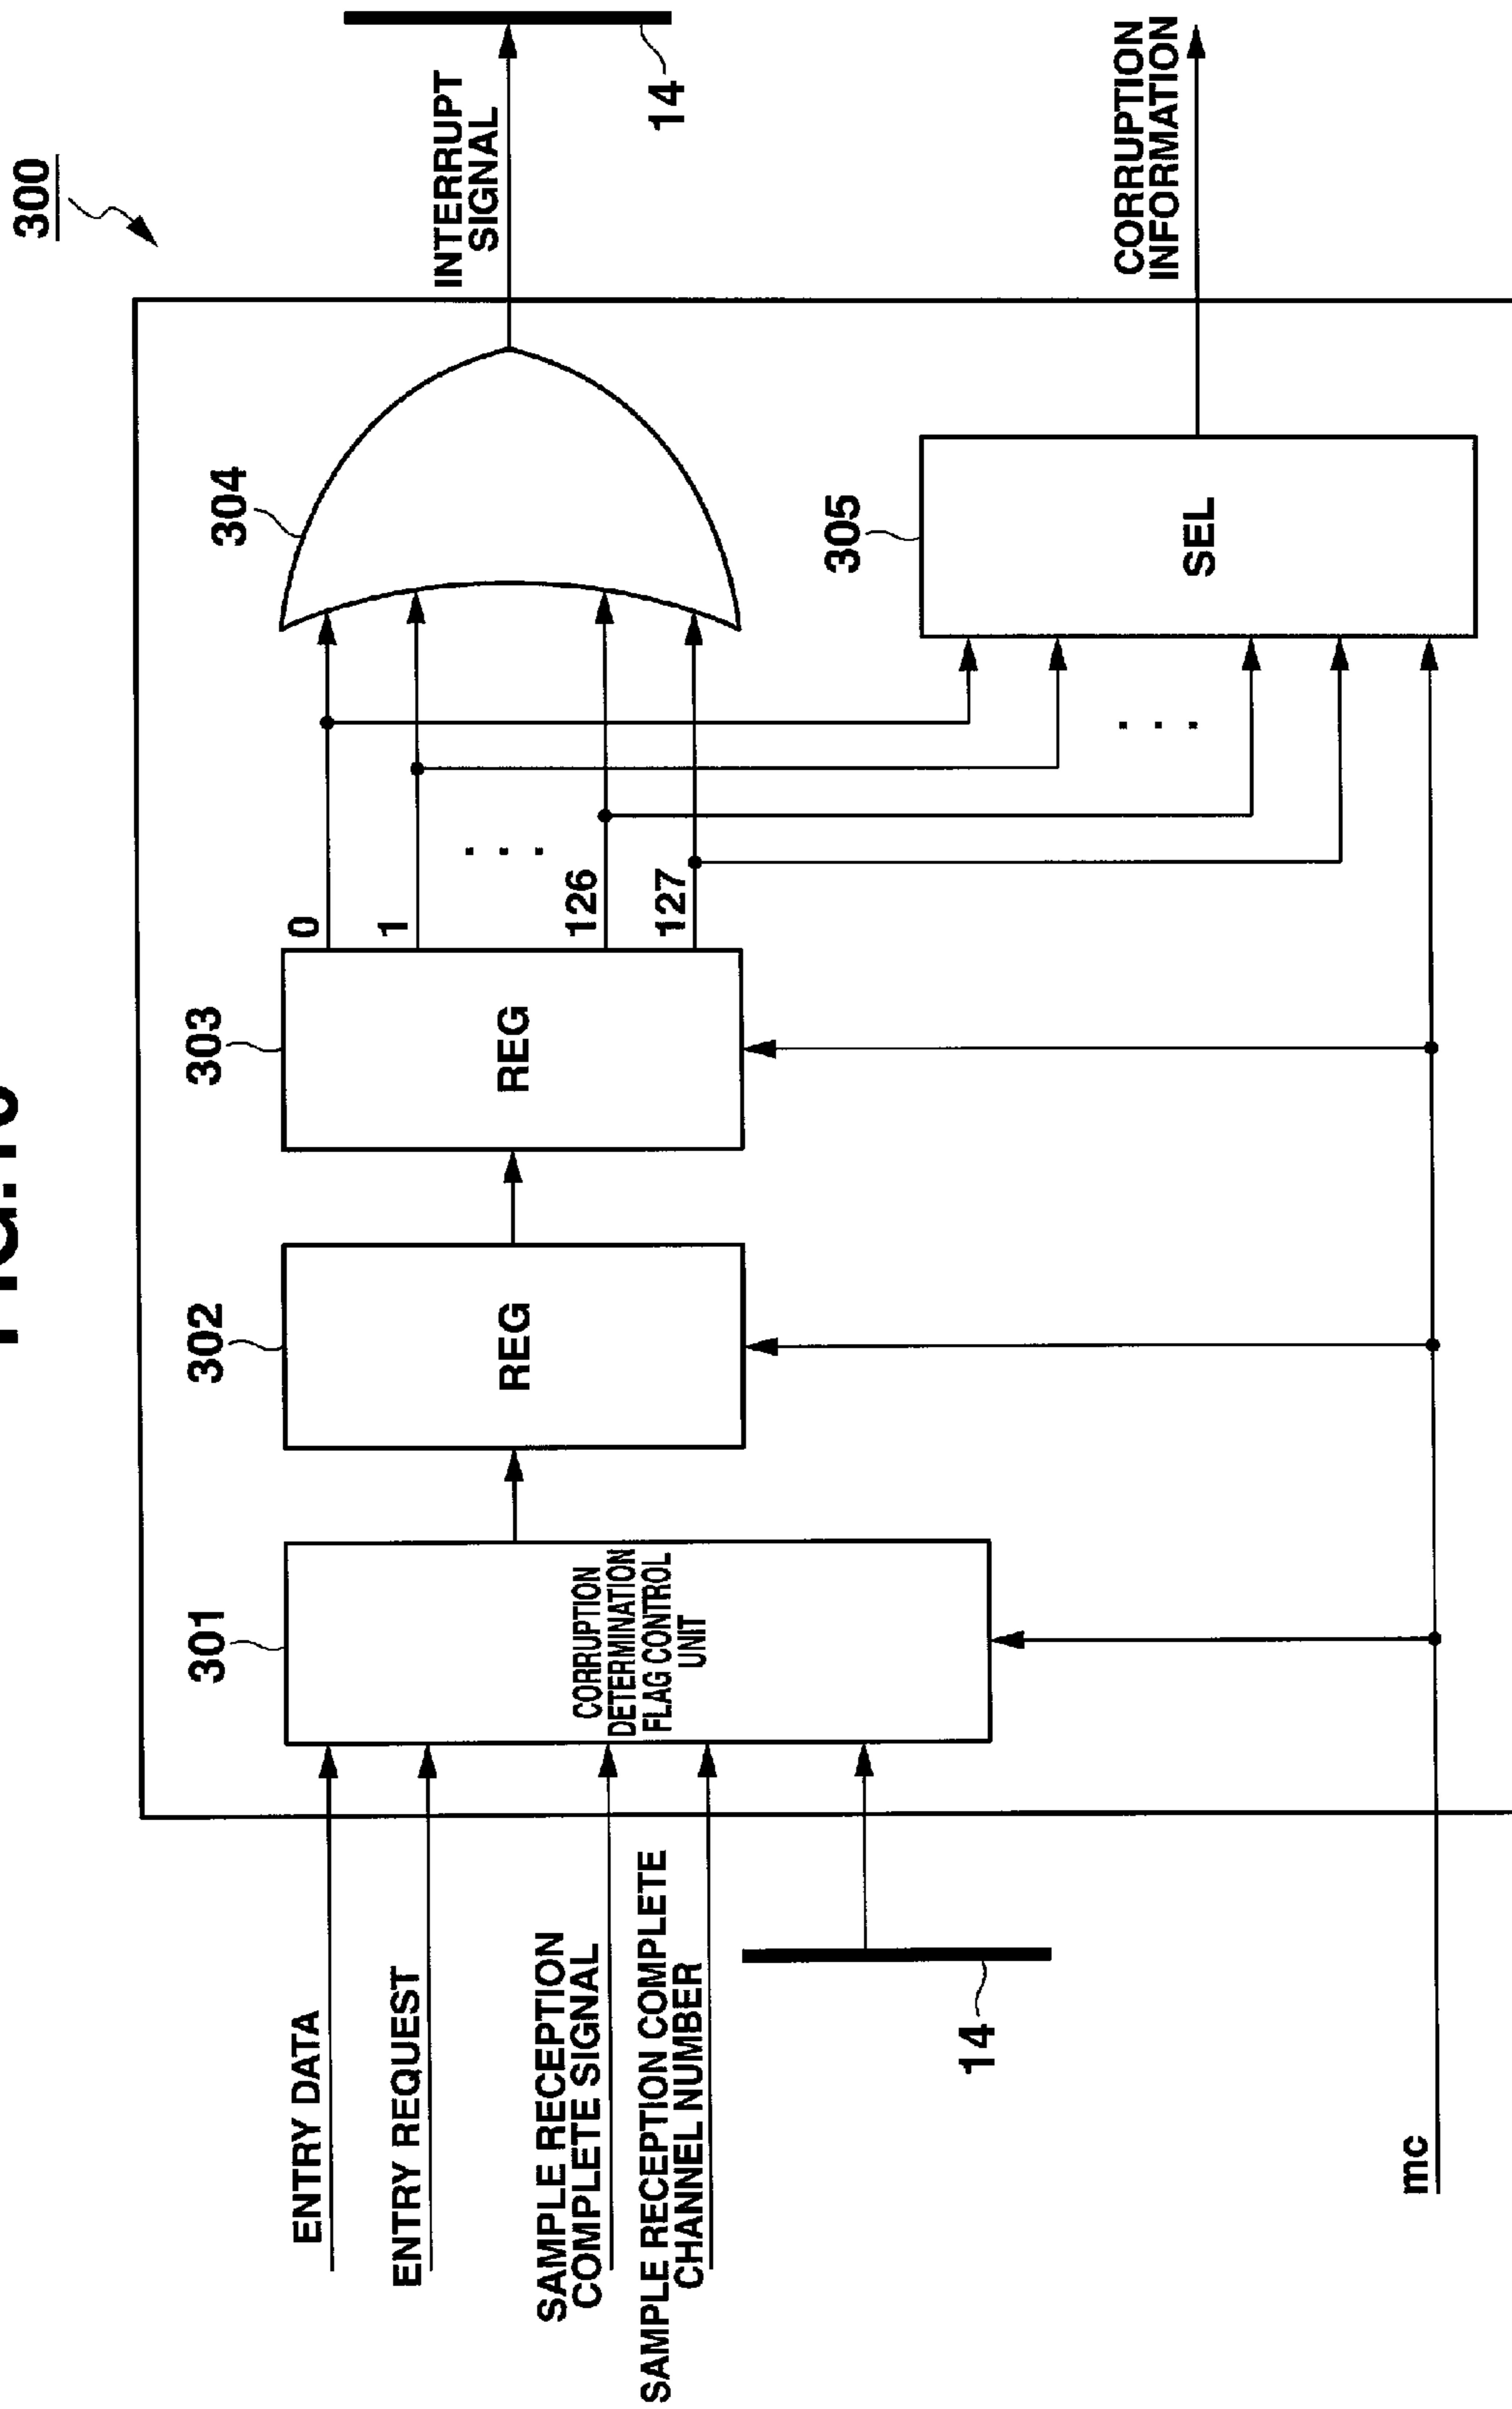 300
ENTRY DATA
ENTRY REQUEST
SAMPLE RECEPTION
COMPLETE SIGNAL
SAMPLE RECEPTION COMPLETE
CHANNEL NUMBER
14
mc
301
CORRUPTION
DETERMINATION
FLAG CONTROL
UNIT
302
REG
303
REG
0
1
. . .
126
127
304
. . .
305
SEL
INTERRUPT
SIGNAL
14
CORRUPTION
INFORMATION